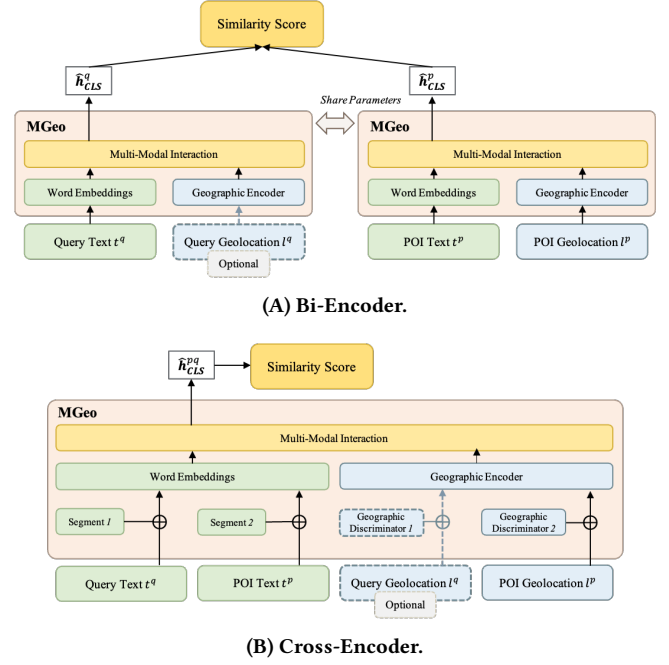 Similarity Score
ĥ^q_CLS
ĥ^p_CLS
Share Parameters
MGeo
Multi-Modal Interaction
Word Embeddings
Geographic Encoder
Query Text t^q
Query Geolocation l^q
Optional
MGeo
Multi-Modal Interaction
Word Embeddings
Geographic Encoder
POI Text t^p
POI Geolocation l^p
(A) Bi-Encoder.
ĥ^pq_CLS
Similarity Score
MGeo
Multi-Modal Interaction
Word Embeddings
Geographic Encoder
Segment 1
Segment 2
Geographic
Discriminator 1
Geographic
Discriminator 2
Query Text t^q
POI Text t^p
Query Geolocation l^q
POI Geolocation l^p
Optional
(B) Cross-Encoder.